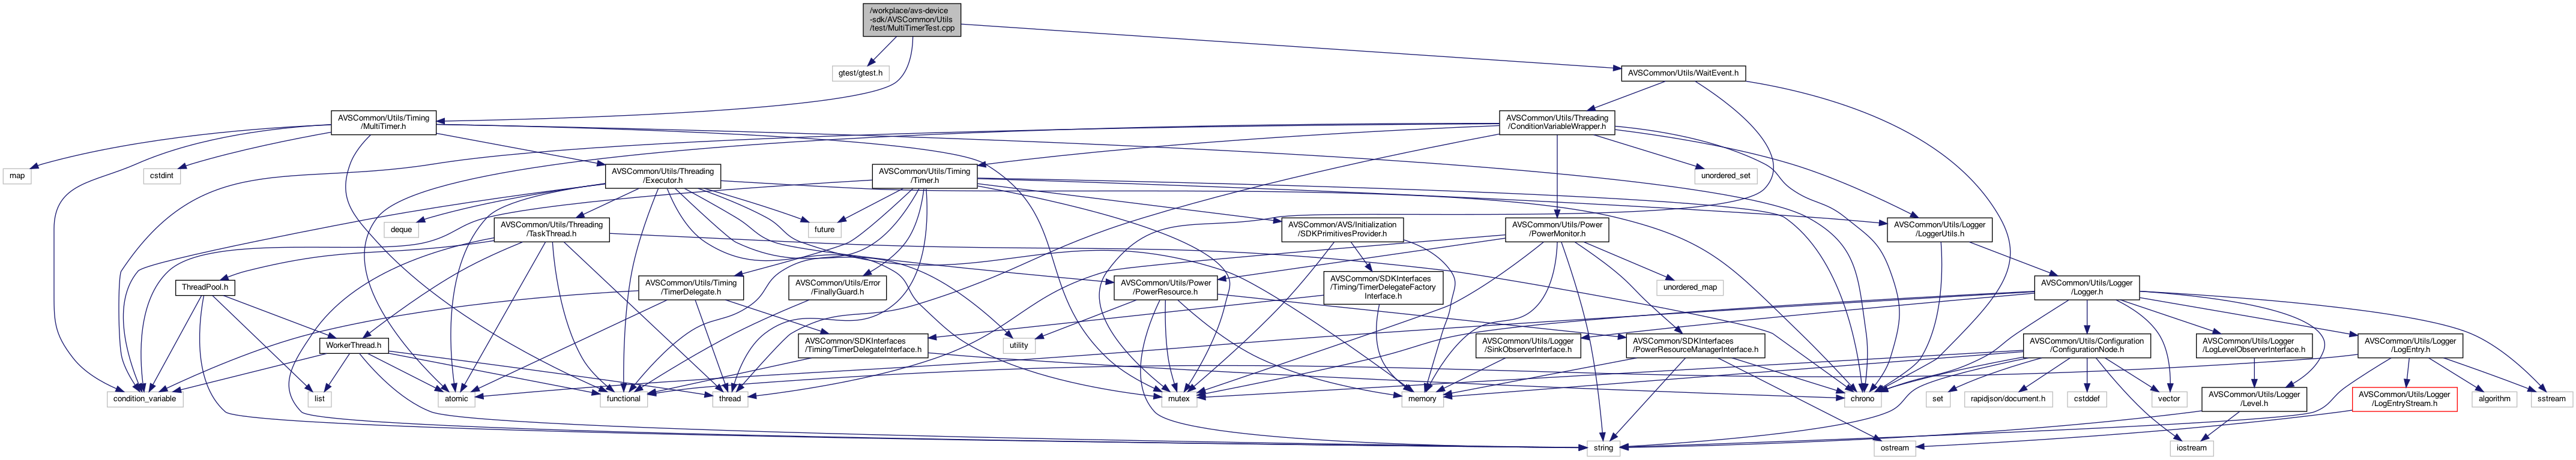 /workplace/avs-device
-sdk/AVSCommon/Utils
/test/MultiTimerTest.cpp
gtest/gtest.h
AVSCommon/Utils/WaitEvent.h
AVSCommon/Utils/Timing
/MultiTimer.h
AVSCommon/Utils/Threading
/ConditionVariableWrapper.h
map
cstdint
AVSCommon/Utils/Threading
/Executor.h
AVSCommon/Utils/Timing
/Timer.h
unordered_set
deque
AVSCommon/Utils/Threading
/TaskThread.h
future
AVSCommon/AVS/Initialization
/SDKPrimitivesProvider.h
AVSCommon/Utils/Power
/PowerMonitor.h
AVSCommon/Utils/Logger
/LoggerUtils.h
ThreadPool.h
AVSCommon/Utils/Timing
/TimerDelegate.h
AVSCommon/Utils/Error
/FinallyGuard.h
AVSCommon/Utils/Power
/PowerResource.h
AVSCommon/SDKInterfaces
/Timing/TimerDelegateFactory
Interface.h
unordered_map
AVSCommon/Utils/Logger
/Logger.h
WorkerThread.h
AVSCommon/SDKInterfaces
/Timing/TimerDelegateInterface.h
utility
AVSCommon/Utils/Logger
/SinkObserverInterface.h
AVSCommon/SDKInterfaces
/PowerResourceManagerInterface.h
AVSCommon/Utils/Configuration
/ConfigurationNode.h
AVSCommon/Utils/Logger
/LogLevelObserverInterface.h
AVSCommon/Utils/Logger
/LogEntry.h
condition_variable
list
atomic
functional
thread
mutex
memory
chrono
set
rapidjson/document.h
cstddef
vector
AVSCommon/Utils/Logger
/Level.h
AVSCommon/Utils/Logger
/LogEntryStream.h
algorithm
sstream
string
ostream
iostream